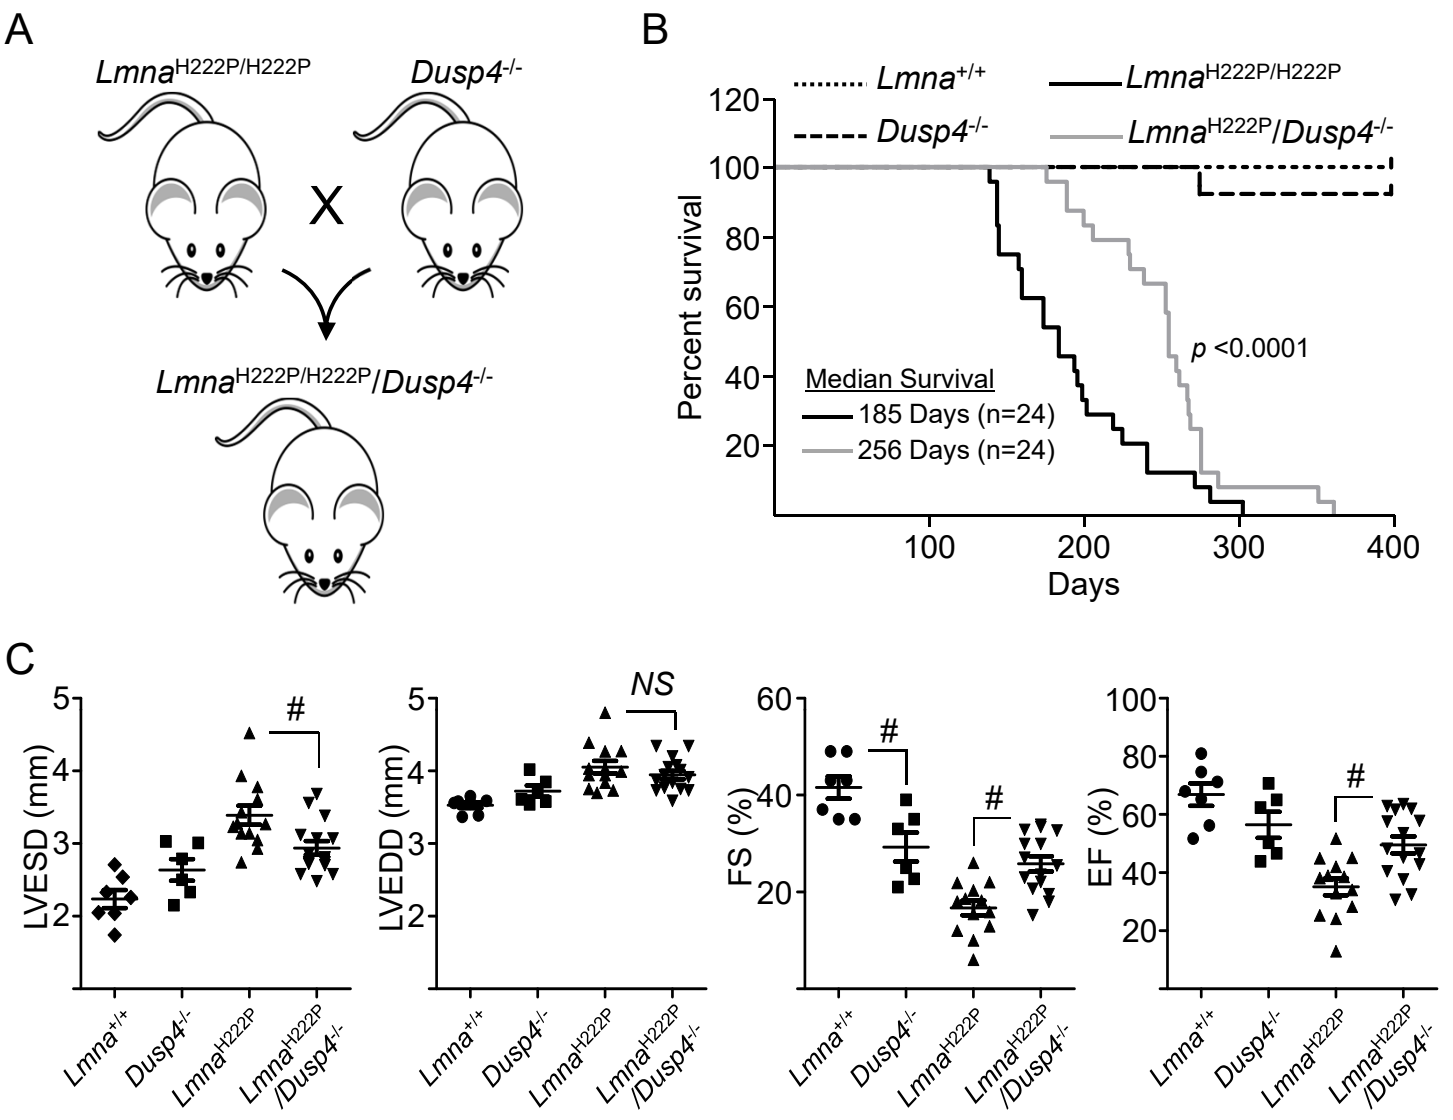 A
Lmna^H222P/H222P
Dusp4^-/-
X
Lmna^H222P/H222P/Dusp4^-/-
B
Lmna^+/+
Lmna^H222P/H222P
Dusp4^-/-
Lmna^H222P/Dusp4^-/-
Percent survival
120
100
80
60
40
20
p <0.0001
Median Survival
185 Days (n=24)
256 Days (n=24)
100
200
300
400
Days
C
LVESD (mm)
5
4
3
2
#
Lmna^+/+
Dusp4^-/-
Lmna^H222P
Lmna^H222P
/Dusp4^-/-
LVEDD (mm)
5
4
3
2
NS
Lmna^+/+
Dusp4^-/-
Lmna^H222P
Lmna^H222P
/Dusp4^-/-
FS (%)
60
40
20
#
#
Lmna^+/+
Dusp4^-/-
Lmna^H222P
Lmna^H222P
/Dusp4^-/-
EF (%)
100
80
60
40
20
#
Lmna^+/+
Dusp4^-/-
Lmna^H222P
Lmna^H222P
/Dusp4^-/-